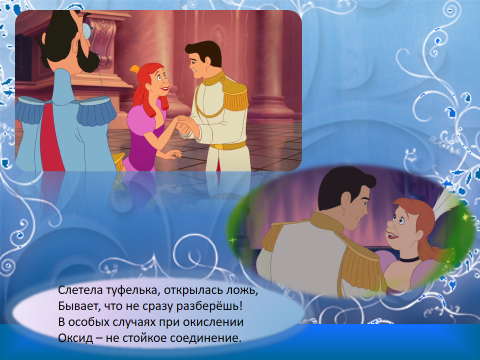 Слетела туфелька, открылась ложь,
Бывает, что не сразу разберёшь!
В особых случаях при окислении
Оксид – не стойкое соединение.